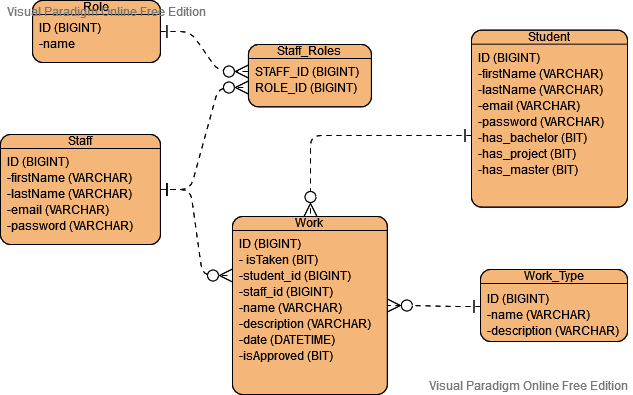 Visual Paradigm Online Free Edition
Role
ID (BIGINT)
-name
Staff_Roles
STAFF_ID (BIGINT)
ROLE_ID (BIGINT)
Student
ID (BIGINT)
-firstName (VARCHAR)
-lastName (VARCHAR)
-email (VARCHAR)
-password (VARCHAR)
-has_bachelor (BIT)
-has_project (BIT)
-has_master (BIT)
Staff
ID (BIGINT)
-firstName (VARCHAR)
-lastName (VARCHAR)
-email (VARCHAR)
-password (VARCHAR)
Work
ID (BIGINT)
- isTaken (BIT)
-student_id (BIGINT)
-staff_id (BIGINT)
-name (VARCHAR)
-description (VARCHAR)
-date (DATETIME)
-isApproved (BIT)
Work_Type
ID (BIGINT)
-name (VARCHAR)
-description (VARCHAR)
Visual Paradigm Online Free Edition